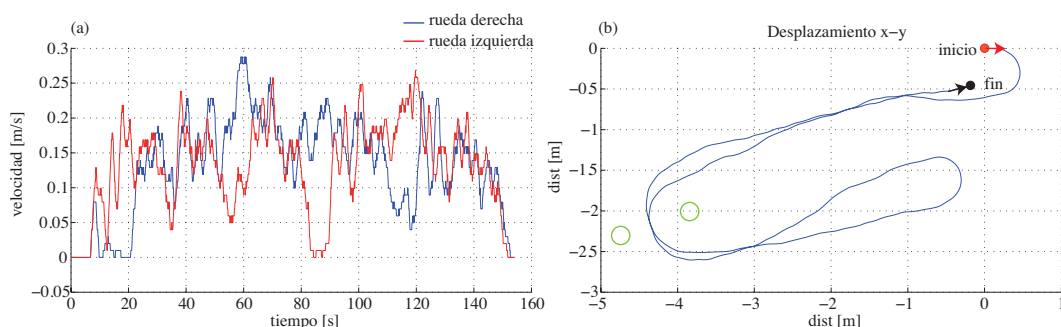 (a)
rueda derecha
rueda izquierda
0.3
0.25
0.2
0.15
0.1
0.05
0
−0.05
velocidad [m/s]
0 20 40 60 80 100 120 140 160
tiempo [s]
(b)
Desplazamiento x−y
inicio
fin
0
−0.5
−1
−1.5
−2
−2.5
−3
dist [m]
−5 −4 −3 −2 −1 0 1
dist [m]